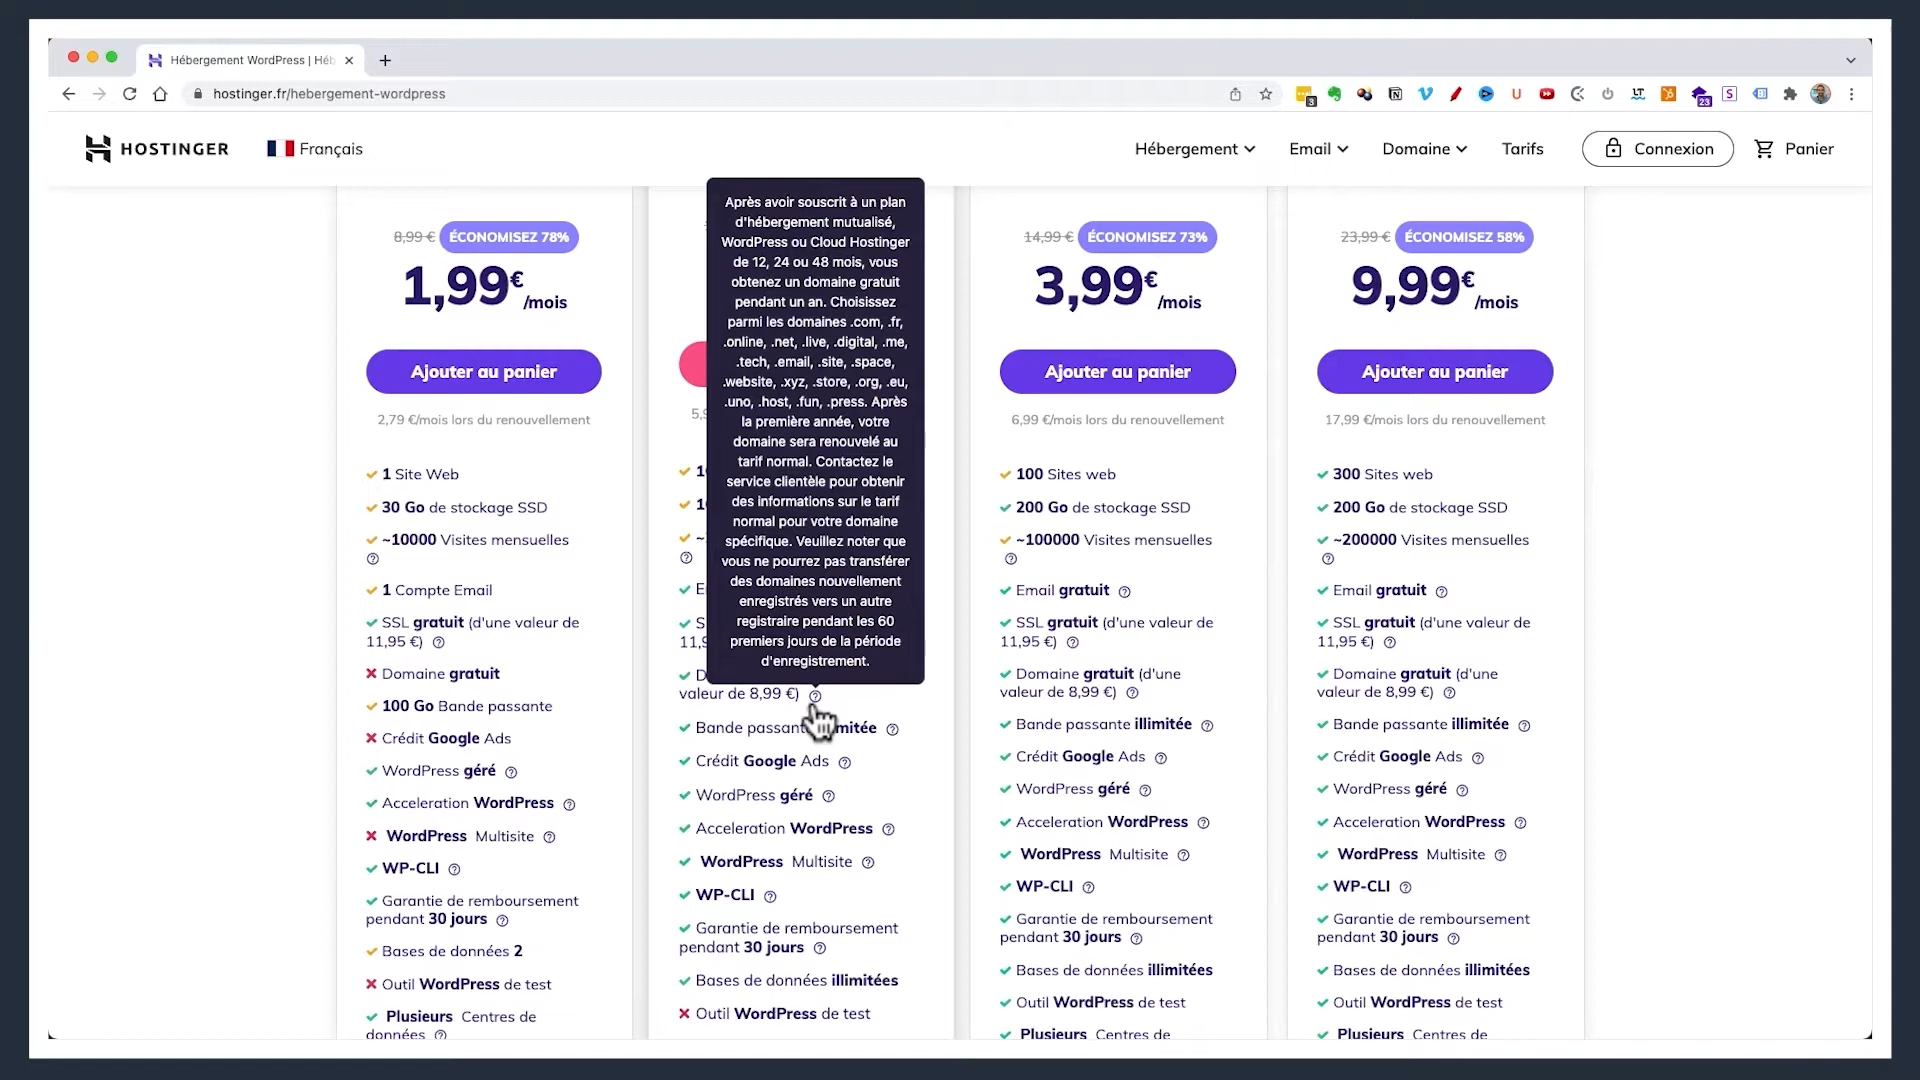 Hébergement WordPress | Héb
hostinger.fr/hebergement-wordpress
3
23
HOSTINGER
Français
Hébergement
Email
Domaine
Tarifs
Connexion
Panier
8,99 €
ÉCONOMISEZ 78%
1,99€
/mois
Ajouter au panier
2,79 €/mois lors du renouvellement
1 Site Web
30 Go de stockage SSD
~10000 Visites mensuelles
1 Compte Email
SSL gratuit (d'une valeur de
11,95 €)
Domaine gratuit
100 Go Bande passante
Crédit Google Ads
WordPress géré
Acceleration WordPress
WordPress Multisite
WP-CLI
Garantie de remboursement
pendant 30 jours
Bases de données 2
Outil WordPress de test
Plusieurs Centres de
données
Après avoir souscrit à un plan
d'hébergement mutualisé,
WordPress ou Cloud Hostinger
de 12, 24 ou 48 mois, vous
obtenez un domaine gratuit
pendant un an. Choisissez
parmi les domaines .com, .fr,
.online, .net, .live, .digital, .me,
.tech, .email, .site, .space,
.website, .xyz, .store, .org, .eu,
.uno, .host, .fun, .press. Après
la première année, votre
domaine sera renouvelé au
tarif normal. Contactez le
service clientèle pour obtenir
des informations sur le tarif
normal pour votre domaine
spécifique. Veuillez noter que
vous ne pourrez pas transférer
des domaines nouvellement
enregistrés vers un autre
registraire pendant les 60
premiers jours de la période
d'enregistrement.
valeur de 8,99 €)
Bande passante
Crédit Google Ads
WordPress géré
Acceleration WordPress
WordPress Multisite
WP-CLI
Garantie de remboursement
pendant 30 jours
Bases de données illimitées
Outil WordPress de test
14,99 €
ÉCONOMISEZ 73%
3,99€
/mois
Ajouter au panier
6,99 €/mois lors du renouvellement
100 Sites web
200 Go de stockage SSD
~100000 Visites mensuelles
Email gratuit
SSL gratuit (d'une valeur de
11,95 €)
Domaine gratuit (d'une
valeur de 8,99 €)
Bande passante illimitée
Crédit Google Ads
WordPress géré
Acceleration WordPress
WordPress Multisite
WP-CLI
Garantie de remboursement
pendant 30 jours
Bases de données illimitées
Outil WordPress de test
Plusieurs Centres de
23,99 €
ÉCONOMISEZ 58%
9,99€
/mois
Ajouter au panier
17,99 €/mois lors du renouvellement
300 Sites web
200 Go de stockage SSD
~200000 Visites mensuelles
Email gratuit
SSL gratuit (d'une valeur de
11,95 €)
Domaine gratuit (d'une
valeur de 8,99 €)
Bande passante illimitée
Crédit Google Ads
WordPress géré
Acceleration WordPress
WordPress Multisite
WP-CLI
Garantie de remboursement
pendant 30 jours
Bases de données illimitées
Outil WordPress de test
Plusieurs Centres de